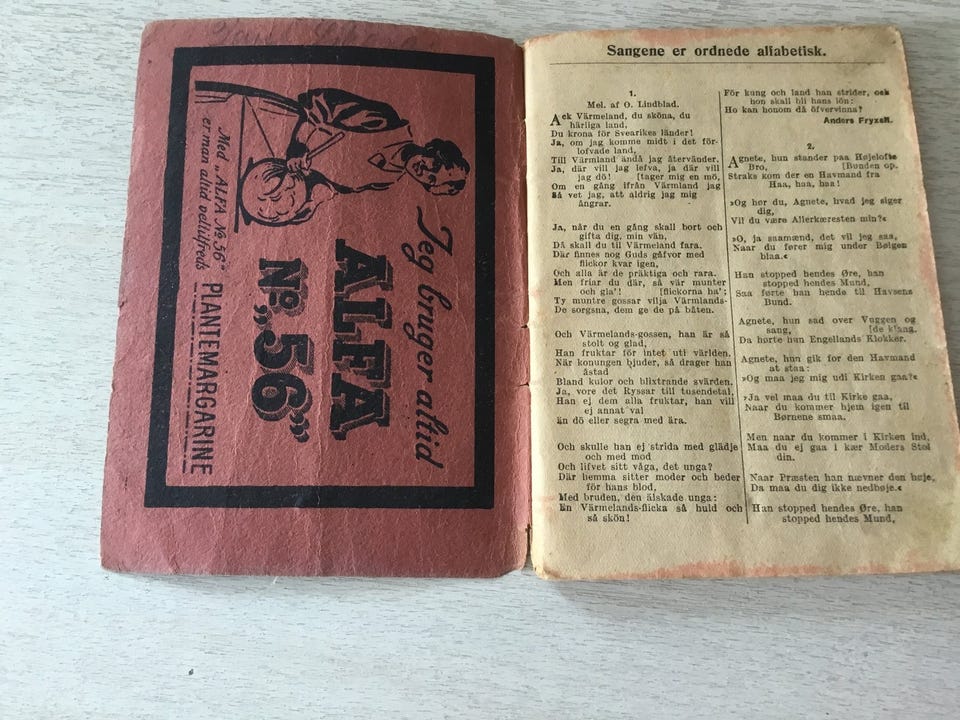 Jeg bruger altid
ALFA
No „56”
PLANTEMARGARINE
Med „ALFA No 56”
er man altid veltilfreds
Sangene er ordnede alfabetisk.
1.
Mel. af O. Lindblad.
Ack Värmeland, du sköna, du
härliga land,
Du krona för Svearikes länder!
Ja, om jag komme midt i det för-
lofvade land,
Till Värmland ändå jag återvänder,
Ja, där vill jag lefva, ja där vill
jag dö! [tager mig en mö,
Om en gång ifrån Värmland jag
Så vet jag, att aldrig jag mig
ångrar.
Ja, når du en gång skall bort och
gifta dig, min vän,
Då skall du til Värmeland fara.
Där finnes nog Guds gåfvor med
flickor kvar igen,
Och alla är de präktiga och rara.
Men friar du där, så vär munter
och gla'! [flickorna ha';
Ty muntre gossar vilja Värmlands-
De sorgsna, dem ge de på båten.
Och Värmelands-gossen, han är så
stolt og glad,
Han fruktar för intet uti världen.
När konungen bjuder, så drager han
åstad
Bland kulor och blixtrande svärden.
Ja, vore det Ryssar till tusendetal,
Han ej dem alla fruktar, han vill
ej annat val
än dö eller segra med ära.
Och skulle han ej strida med glädje
och med mod
Och lifvet sitt våga, det unga?
Där hemma sitter moder och beder
för hans blod,
Med bruden, den älskade unga:
En Värmelands-flicka så huld och
så skön!
För kung och land han strider, och
hon skall bli hans lön:
Ho kan honom då öfvervinna?
Anders Fryxell.
2.
Agnete, hun stander paa Højelofte
Bro, [Bunden op.
Straks kom der en Havmand fra
Haa, haa, haa!
»Og hør du, Agnete, hvad jeg siger
dig,
Vil du være Allerkæresten min?«
»O, ja saamænd, det vil jeg saa,
Naar du fører mig under Bølgen
blaa.«
Han stopped hendes Øre, han
stopped hendes Mund,
Saa førte han hende til Havsens
Bund.
Agnete, hun sad over Vuggen og
sang, [de klang.
Da hørte hun Engellands Klokker.
Agnete, hun gik for den Havmand
at staa:
»Og maa jeg mig udi Kirken gaa?«
»Ja vel maa du til Kirke gaa,
Naar du kommer hjem igen til
Børnene smaa.
Men naar du kommer i Kirken ind,
Maa du ej gaa i kær Moders Stol
din.
Naar Præsten han nævner den høje,
Da maa du dig ikke nedbøje.«
Han stopped hendes Øre, han
stopped hendes Mund,